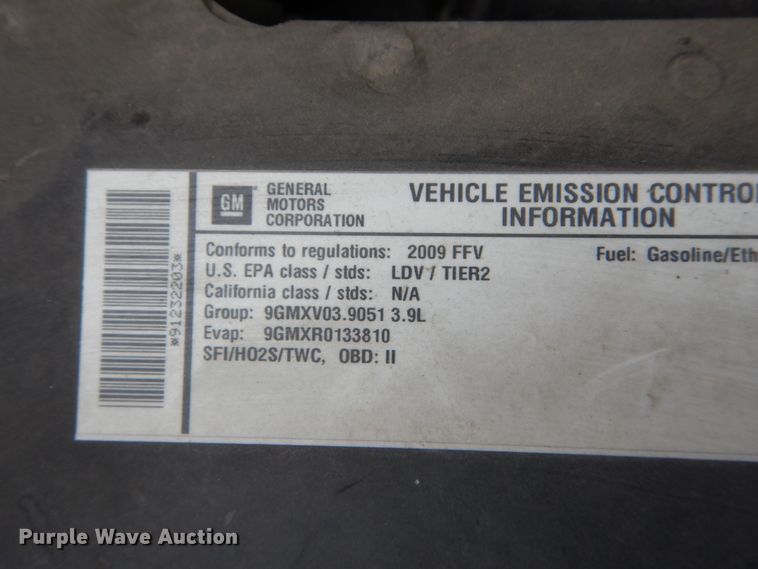 GM
GENERAL
MOTORS
CORPORATION
VEHICLE EMISSION CONTROL
INFORMATION
Conforms to regulations: 2009 FFV
Fuel: Gasoline/Eth
U.S. EPA class / stds: LDV / TIER2
California class / stds: N/A
Group: 9GMXV03.9051 3.9L
Evap: 9GMXR0133810
SFI/HO2S/TWC, OBD: II
*91232203*
Purple Wave Auction